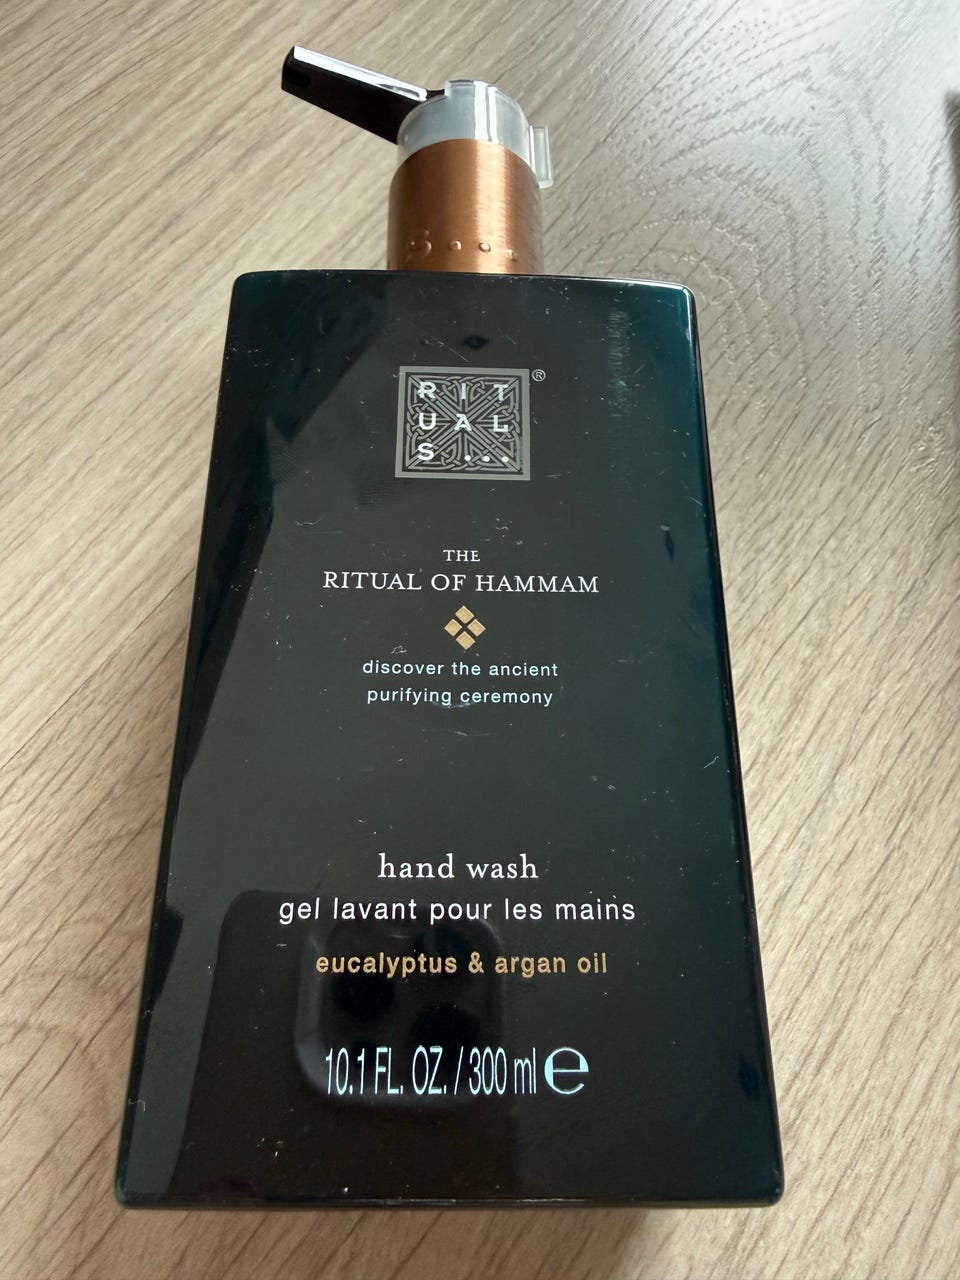 RIT
UAL
S...
®
THE
RITUAL OF HAMMAM
discover the ancient
purifying ceremony
hand wash
gel lavant pour les mains
eucalyptus & argan oil
10.1 FL. OZ. / 300 ml ℮